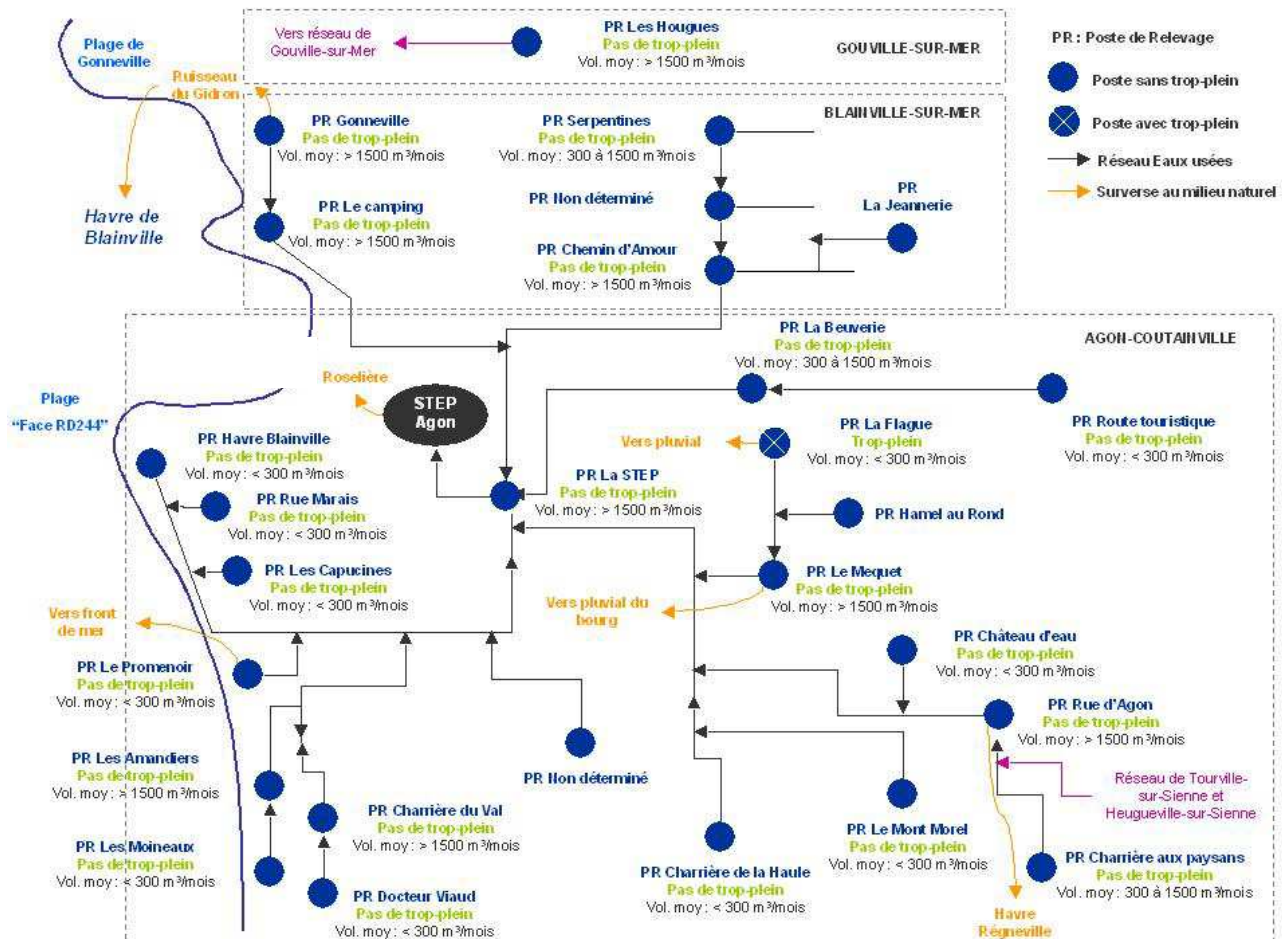 Plage de
Gonneville
Ruisseau
du Gidron
Havre de
Blainville
Vers réseau de
Gouville-sur-Mer
PR Les Hougues
Pas de trop-plein
Vol. moy : > 1500 m³/mois
GOUVILLE-SUR-MER
PR : Poste de Relevage
Poste sans trop-plein
Poste avec trop-plein
Réseau Eaux usées
Surverse au milieu naturel
BLAINVILLE-SUR-MER
PR Gonneville
Pas de trop-plein
Vol. moy : > 1500 m³/mois
PR Serpentines
Pas de trop-plein
Vol. moy : 300 à 1500 m³/mois
PR Le camping
Pas de trop-plein
Vol. moy : > 1500 m³/mois
PR Non déterminé
PR
La Jeannerie
PR Chemin d'Amour
Pas de trop-plein
Vol. moy : > 1500 m³/mois
AGON-COUTAINVILLE
PR La Beuverie
Pas de trop-plein
Vol. moy : 300 à 1500 m³/mois
Roselière
STEP
Agon
Plage
“Face RD244”
PR Havre Blainville
Pas de trop-plein
Vol. moy : < 300 m³/mois
Vers pluvial
PR La Flague
Trop-plein
Vol. moy : < 300 m³/mois
PR Route touristique
Pas de trop-plein
Vol. moy : < 300 m³/mois
PR La STEP
Pas de trop-plein
Vol. moy : > 1500 m³/mois
PR Rue Marais
Pas de trop-plein
Vol. moy : < 300 m³/mois
PR Hamel au Rond
PR Les Capucines
Pas de trop-plein
Vol. moy : < 300 m³/mois
PR Le Mequet
Pas de trop-plein
Vol. moy : > 1500 m³/mois
Vers front
de mer
Vers pluvial du
bourg
PR Château d'eau
Pas de trop-plein
Vol. moy : < 300 m³/mois
PR Le Promenoir
Pas de trop-plein
Vol. moy : < 300 m³/mois
PR Rue d'Agon
Pas de trop-plein
Vol. moy : > 1500 m³/mois
PR Les Amandiers
Pas de trop-plein
Vol. moy : > 1500 m³/mois
PR Non déterminé
Réseau de Tourville-
sur-Sienne et
Heugueville-sur-Sienne
PR Charrière du Val
Pas de trop-plein
Vol. moy : > 1500 m³/mois
PR Le Mont Morel
Pas de trop-plein
Vol. moy : < 300 m³/mois
PR Les Moineaux
Pas de trop-plein
Vol. moy : < 300 m³/mois
PR Charrière de la Haule
Pas de trop-plein
Vol. moy : < 300 m³/mois
PR Charrière aux paysans
Pas de trop-plein
Vol. moy : 300 à 1500 m³/mois
PR Docteur Viaud
Pas de trop-plein
Vol. moy : < 300 m³/mois
Havre
Régneville